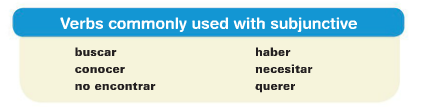 Verbs commonly used with subjunctive
buscar
conocer
no encontrar
haber
necesitar
querer